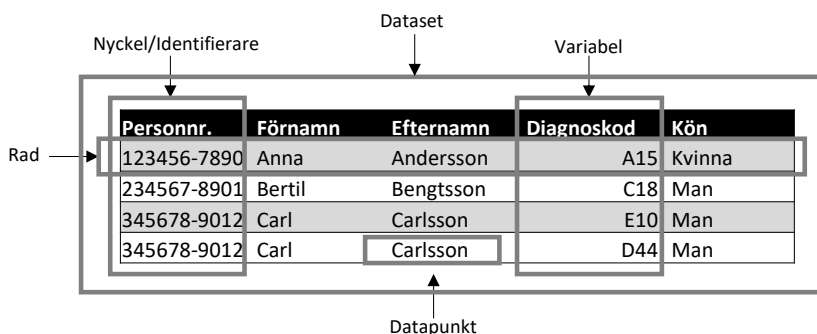 Dataset
Nyckel/Identifierare Variabel
Personnr. Förnamn Efternamn Diagnoskod Kön
Rad 123456-7890 Anna Andersson A15 Kvinna
234567-8901 Bertil Bengtsson C18 Man
345678-9012 Carl Carlsson E10 Man
345678-9012 Carl Carlsson D44 Man
Datapunkt